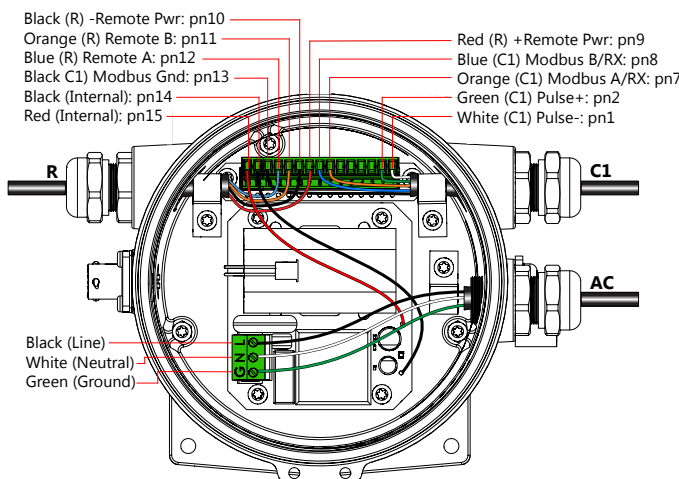 Black (R) -Remote Pwr: pn10
Orange (R) Remote B: pn11
Blue (R) Remote A: pn12
Black C1) Modbus Gnd: pn13
Black (Internal): pn14
Red (Internal): pn15
Red (R) +Remote Pwr: pn9
Blue (C1) Modbus B/RX: pn8
Orange (C1) Modbus A/RX: pn7
Green (C1) Pulse+: pn2
White (C1) Pulse-: pn1
R
C1
AC
Black (Line)
White (Neutral)
Green (Ground)
L
N
G